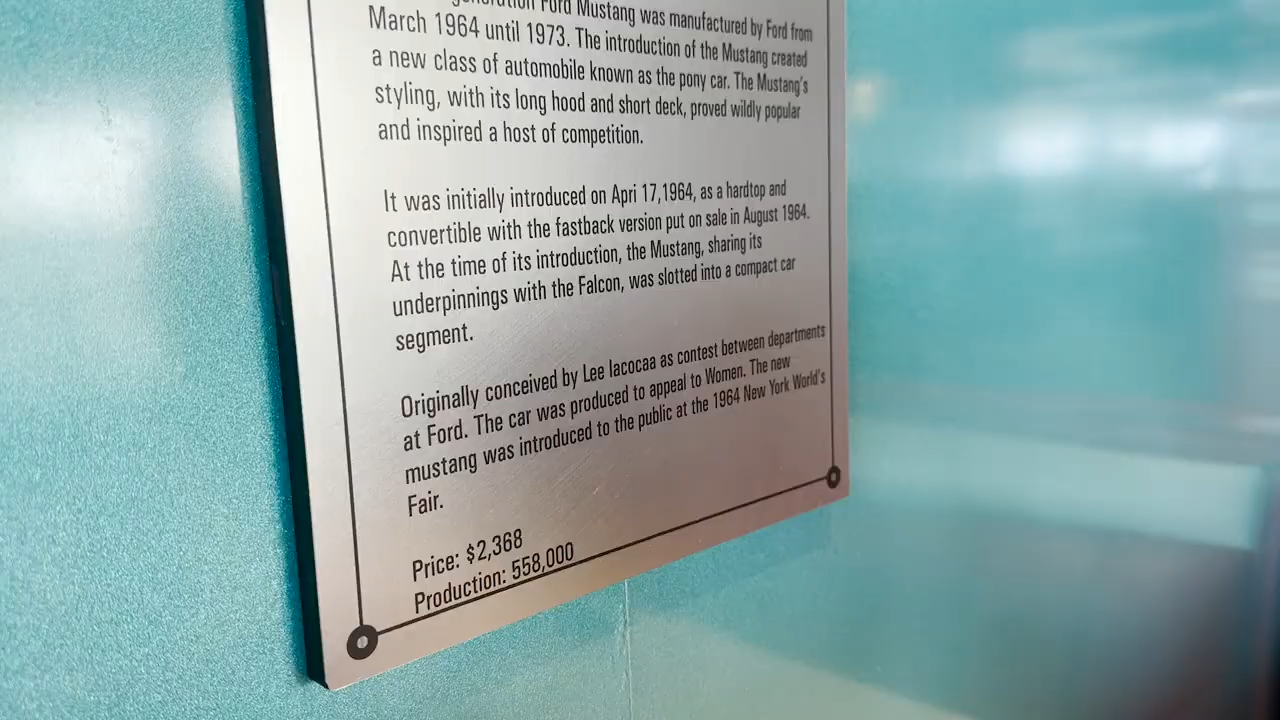 generation Ford Mustang was manufactured by Ford from
March 1964 until 1973. The introduction of the Mustang created
a new class of automobile known as the pony car. The Mustang's
styling, with its long hood and short deck, proved wildly popular
and inspired a host of competition.
It was initially introduced on Apri 17,1964, as a hardtop and
convertible with the fastback version put on sale in August 1964.
At the time of its introduction, the Mustang, sharing its
underpinnings with the Falcon, was slotted into a compact car
segment.
Originally conceived by Lee Iacocaa as contest between departments
at Ford. The car was produced to appeal to Women. The new
mustang was introduced to the public at the 1964 New York World's
Fair.
Price: $2,368
Production: 558,000